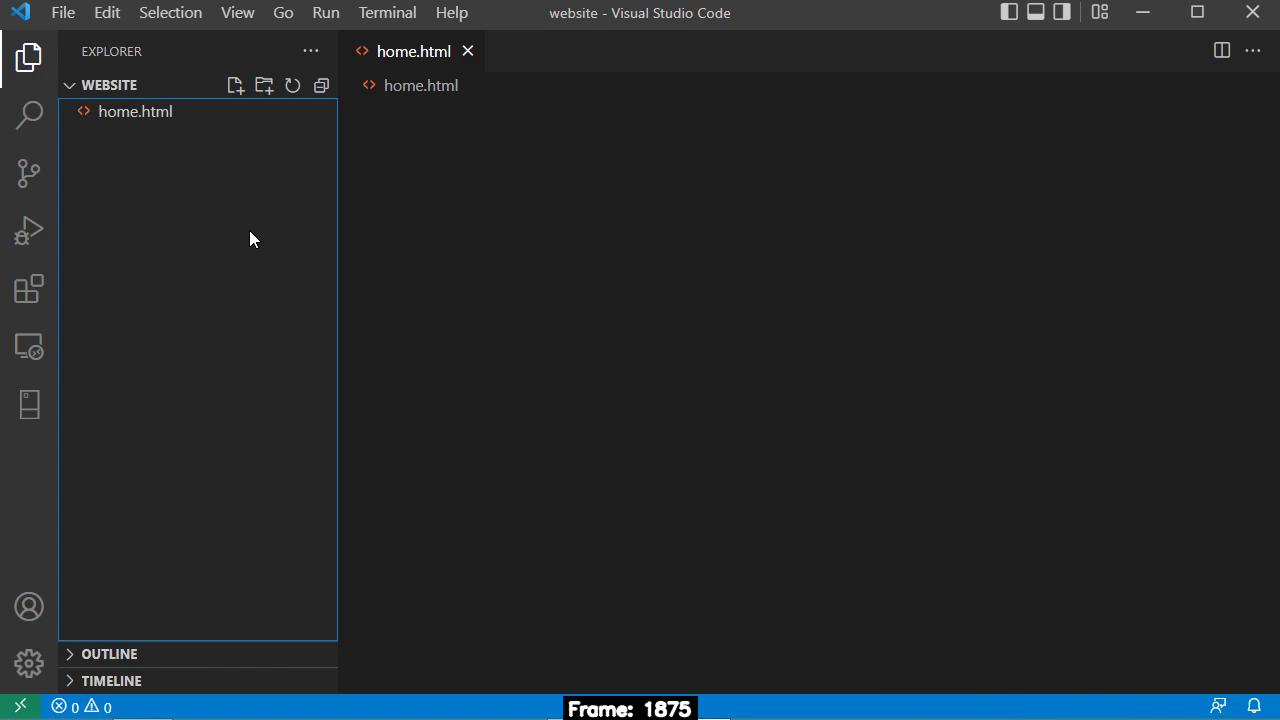 File Edit Selection View Go Run Terminal Help website - Visual Studio Code
EXPLORER
home.html
WEBSITE
home.html
home.html
OUTLINE
TIMELINE
0 0
Frame: 1875